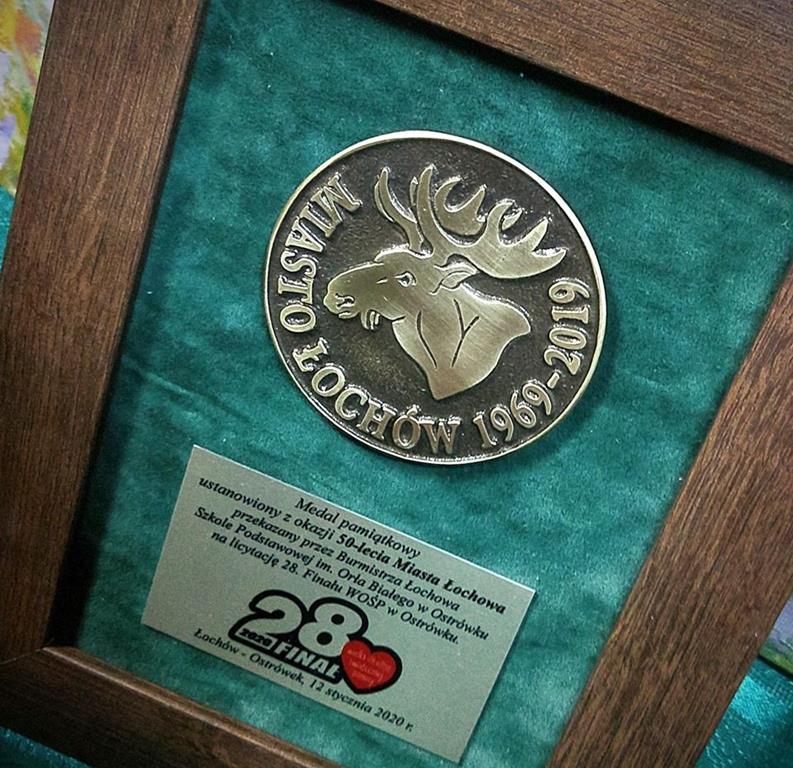 MIASTO ŁOCHÓW 1969-2019
Medal pamiątkowy
ustanowiony z okazji 50-lecia Miasta Łochowa
przekazany przez Burmistrza Łochowa
Szkole Podstawowej im. Orła Białego w Ostrówku
na licytację 28. Finału WOŚP w Ostrówku.
28
2020 FINAŁ
Łochów - Ostrówek, 12 stycznia 2020 r.